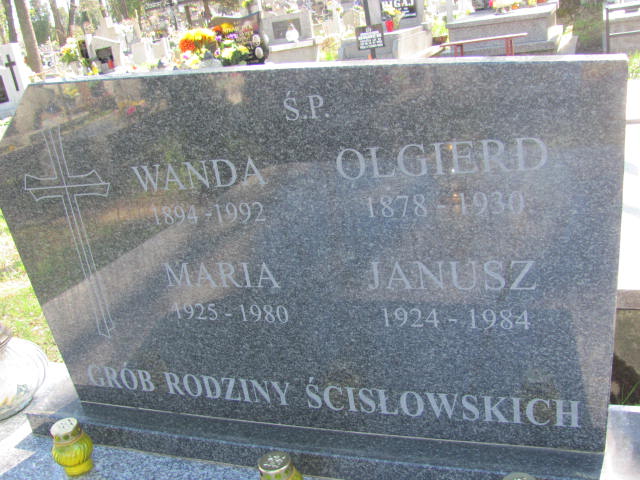 Ś.P.
WANDA OLGIERD
1894-1992 1878-1930
MARIA JANUSZ
1925-1980 1924-1984
GRÓB RODZINY ŚCISŁOWSKICH